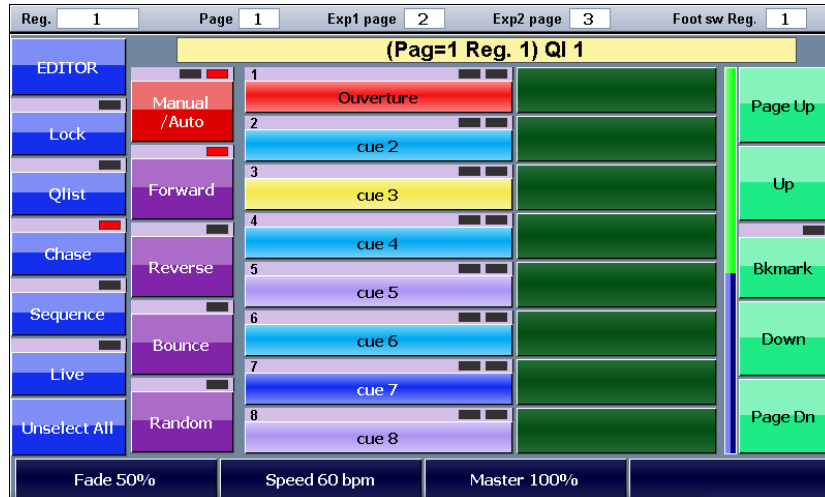 Reg. 1 Page 1 Exp1 page 2 Exp2 page 3 Foot sw Reg. 1
(Pag=1 Reg. 1) Ql 1
EDITOR
Lock
Qlist
Chase
Sequence
Live
Unselect All
Manual
/Auto
Forward
Reverse
Bounce
Random
1
Ouverture
2
cue 2
3
cue 3
4
cue 4
5
cue 5
6
cue 6
7
cue 7
8
cue 8
Page Up
Up
Bkmark
Down
Page Dn
Fade 50% Speed 60 bpm Master 100%